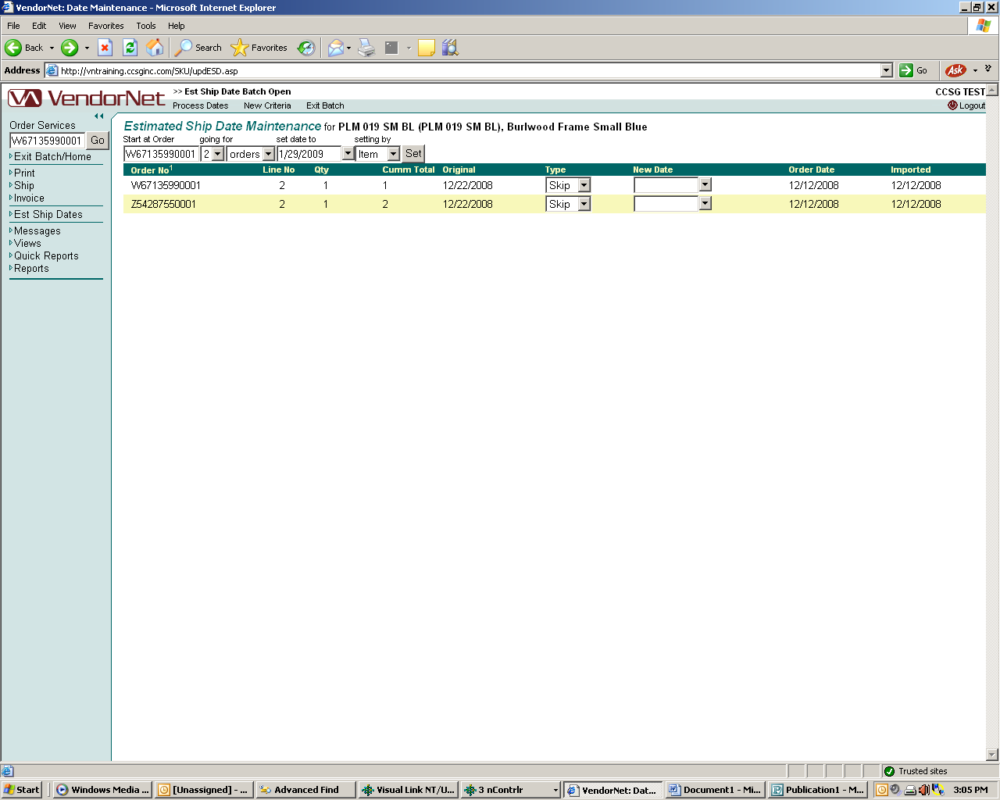 VendorNet: Date Maintenance - Microsoft Internet Explorer
File Edit View Favorites Tools Help
Back Search Favorites
Address http://vntraining.ccsginc.com/SKU/updESD.asp Go Ask
VA VendorNet >> Est Ship Date Batch Open CCSG TEST
Process Dates New Criteria Exit Batch Logout
Order Services
W67135990001 Go
Exit Batch/Home
Print
Ship
Invoice
Est Ship Dates
Messages
Views
Quick Reports
Reports
Estimated Ship Date Maintenance for PLM 019 SM BL (PLM 019 SM BL), Burlwood Frame Small Blue
Start at Order going for set date to setting by
W67135990001 2 orders 1/29/2009 Item Set
Order No1 Line No Qty Cumm Total Original Type New Date Order Date Imported
W67135990001 2 1 1 12/22/2008 Skip 12/12/2008 12/12/2008
Z54287550001 2 1 2 12/22/2008 Skip 12/12/2008 12/12/2008
Trusted sites
Start Windows Media ... [Unassigned] - ... Advanced Find Visual Link NT/U... 3 nContrlr VendorNet: Dat... Document1 - Mi... Publication1 - M... 3:05 PM